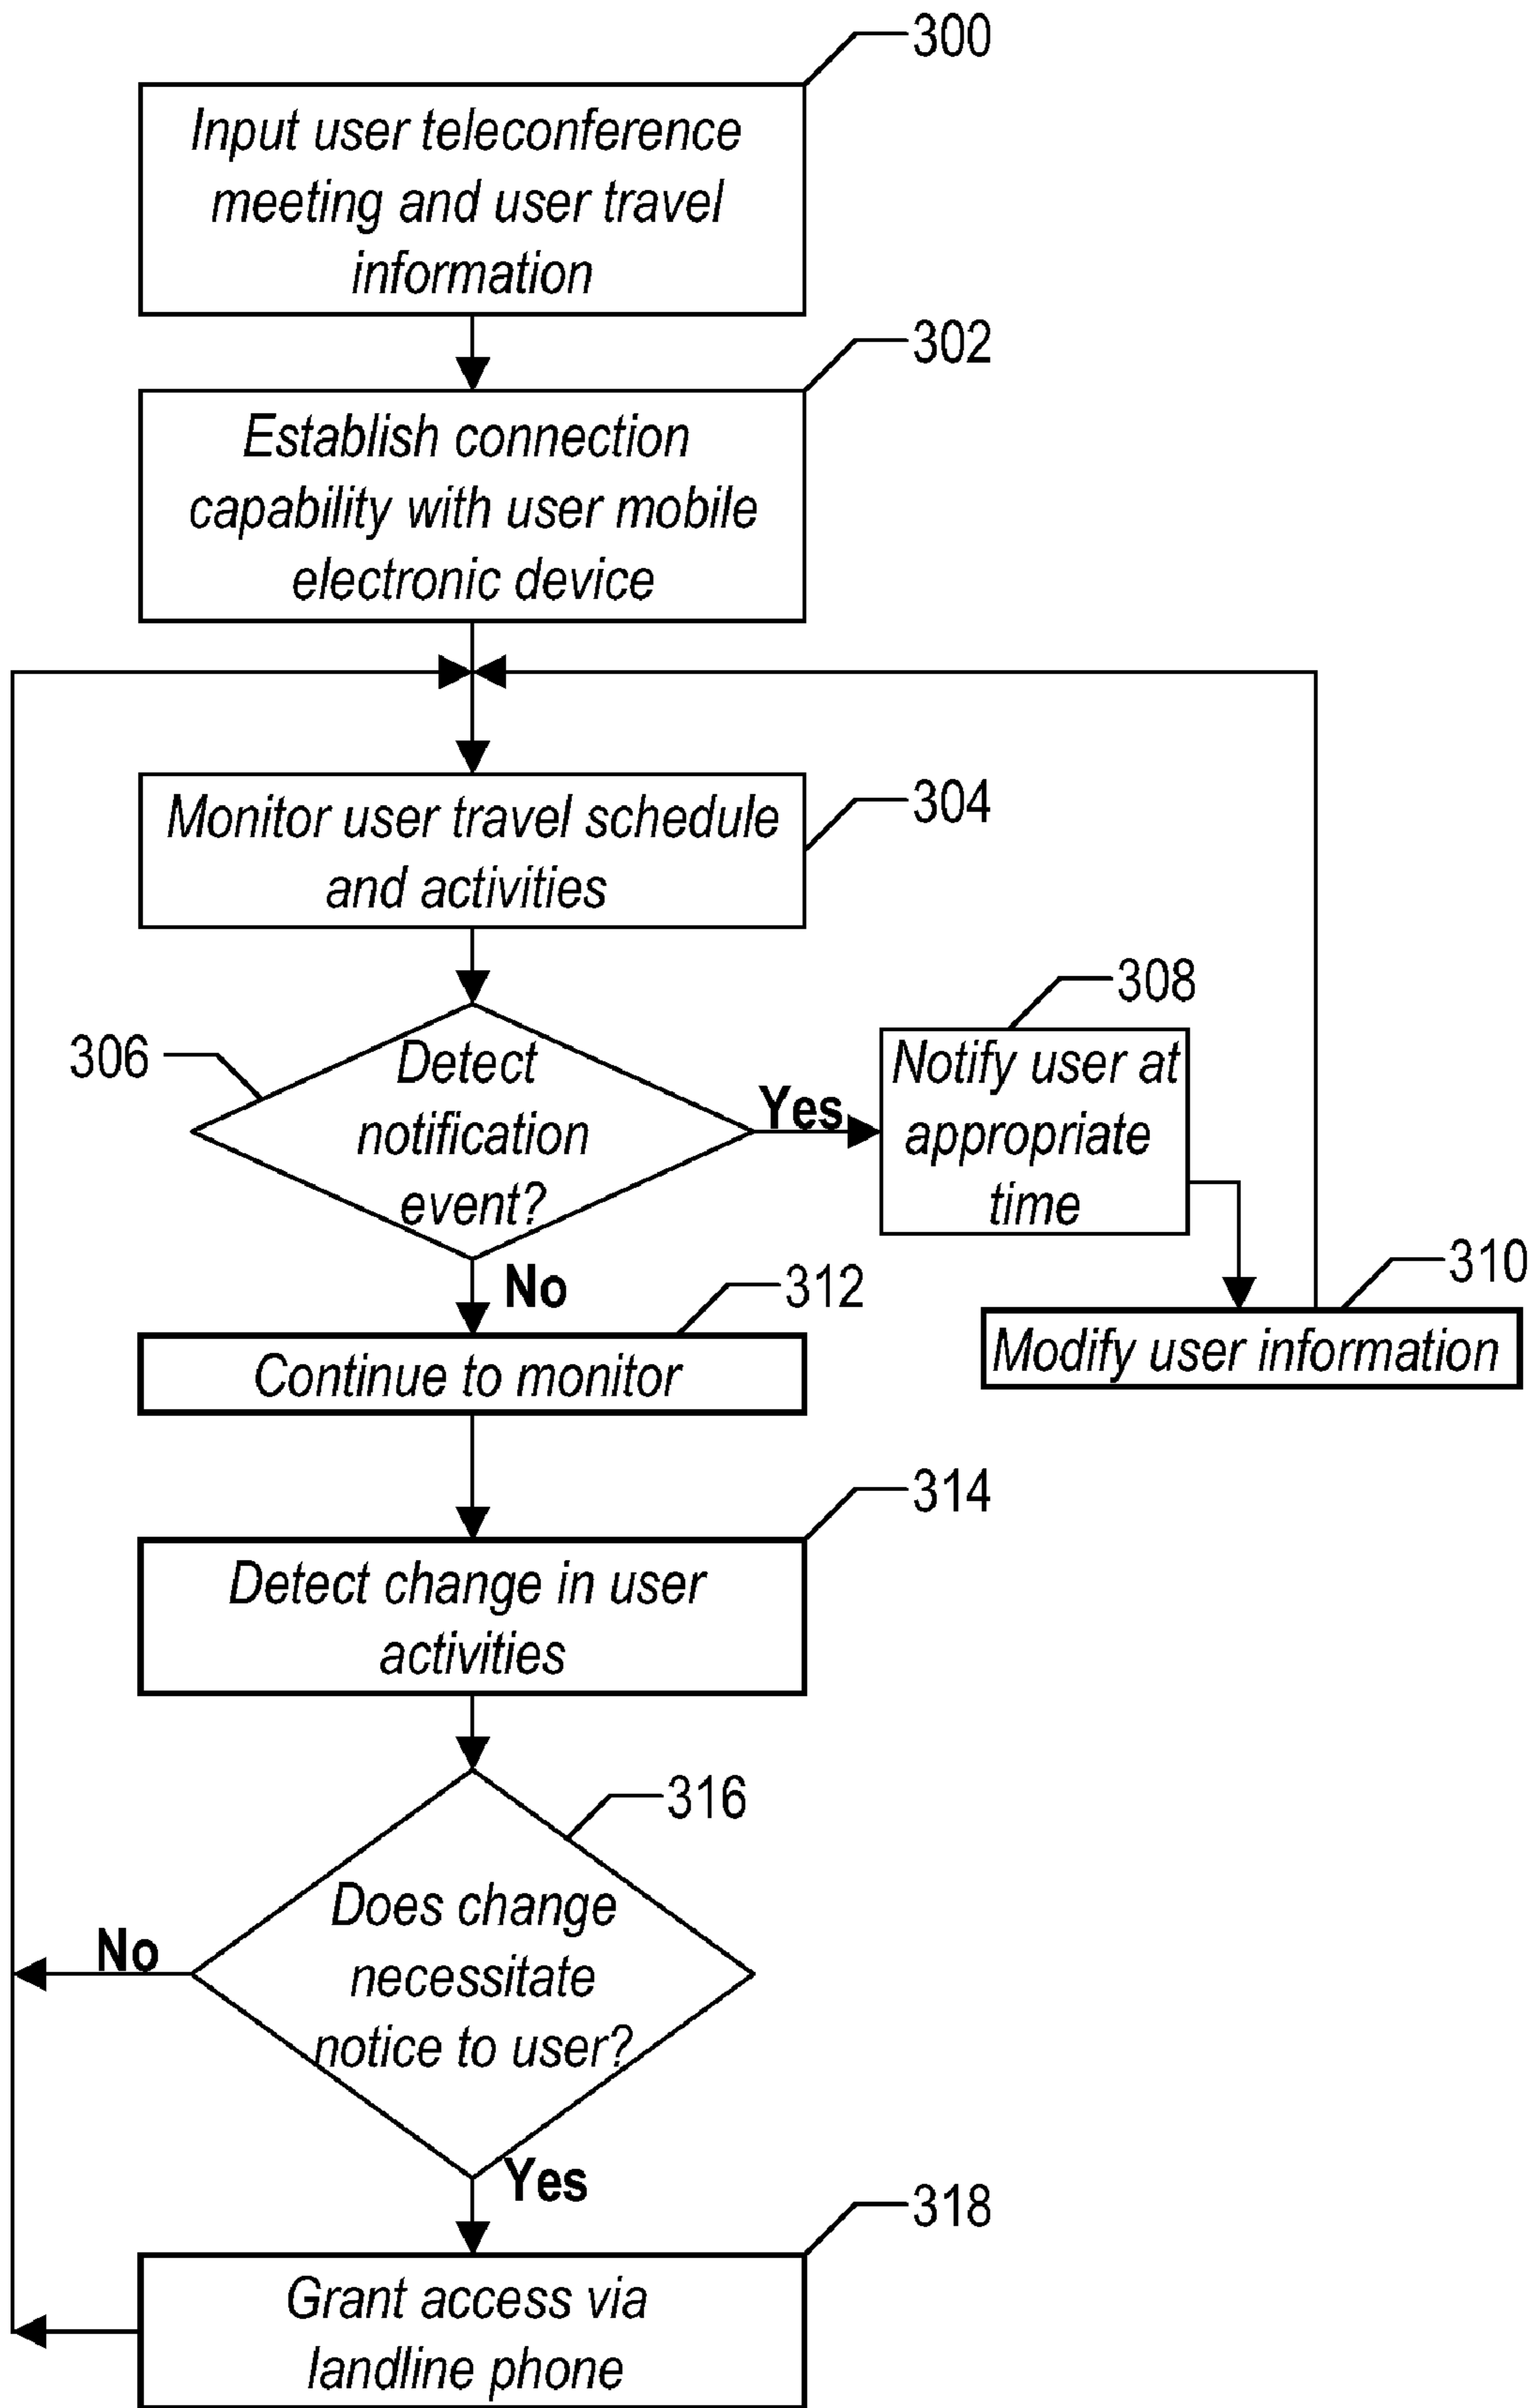 300
Input user teleconference
meeting and user travel
information
302
Establish connection
capability with user mobile
electronic device
304
Monitor user travel schedule
and activities
306
Detect
notification
event?
Yes
308
Notify user at
appropriate
time
310
Modify user information
No
312
Continue to monitor
314
Detect change in user
activities
316
Does change
necessitate
notice to user?
No
Yes
318
Grant access via
landline phone